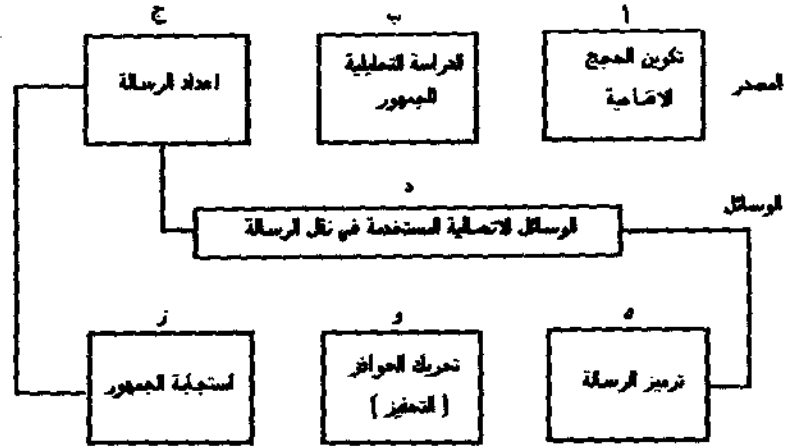 أ
ب
ج
المصدر
تكوين الحجج
الاقناعية
الدراسة التحليلية
للجمهور
اعداد الرسالة
د
الوسائل
الوسائل الاتصالية المستخدمة في نقل الرسالة
ه
و
ز
ترميز الرسالة
تحريك الحوافز
( التحفيز )
استجابة الجمهور